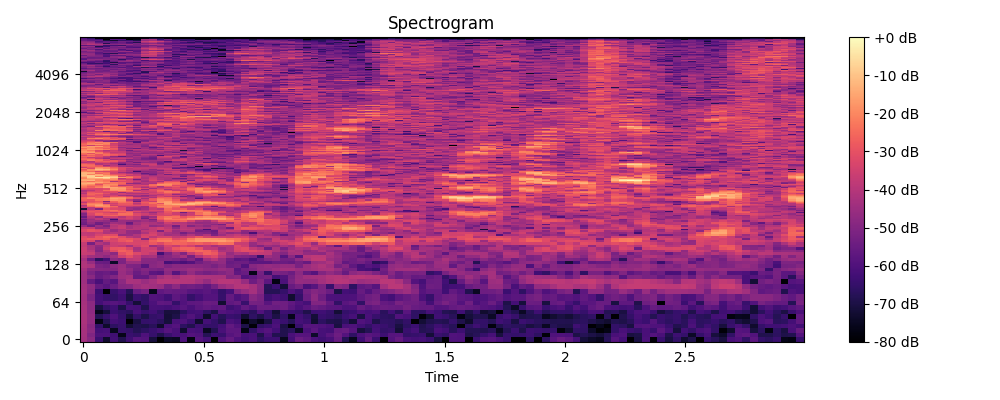 Spectrogram
Hz
4096
2048
1024
512
256
128
64
0
0
0.5
1
1.5
2
2.5
Time
+0 dB
-10 dB
-20 dB
-30 dB
-40 dB
-50 dB
-60 dB
-70 dB
-80 dB